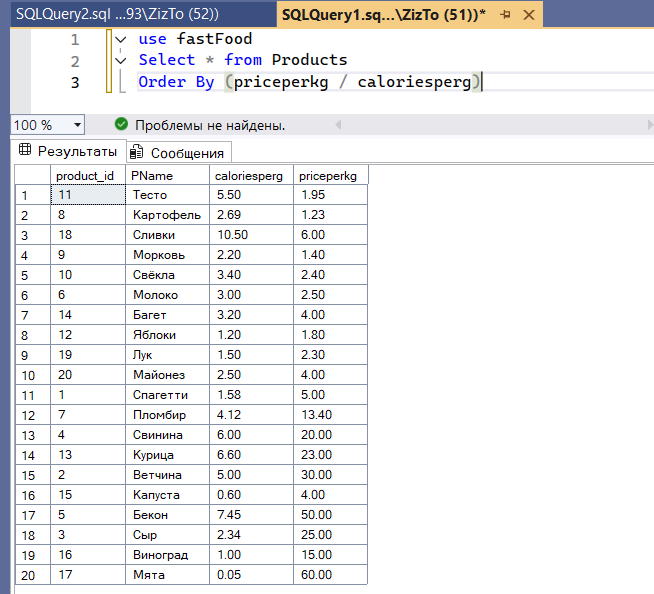 SQLQuery2.sql ...93\ZizTo (52)) SQLQuery1.sq...\ZizTo (51))*
1 use fastFood
2 Select * from Products
3 Order By (priceperkg / caloriesperg)
100 % Проблемы не найдены.
Результаты Сообщения
product_id PName caloriesperg priceperkg
1 11 Тесто 5.50 1.95
2 8 Картофель 2.69 1.23
3 18 Сливки 10.50 6.00
4 9 Морковь 2.20 1.40
5 10 Свёкла 3.40 2.40
6 6 Молоко 3.00 2.50
7 14 Багет 3.20 4.00
8 12 Яблоки 1.20 1.80
9 19 Лук 1.50 2.30
10 20 Майонез 2.50 4.00
11 1 Спагетти 1.58 5.00
12 7 Пломбир 4.12 13.40
13 4 Свинина 6.00 20.00
14 13 Курица 6.60 23.00
15 2 Ветчина 5.00 30.00
16 15 Капуста 0.60 4.00
17 5 Бекон 7.45 50.00
18 3 Сыр 2.34 25.00
19 16 Виноград 1.00 15.00
20 17 Мята 0.05 60.00